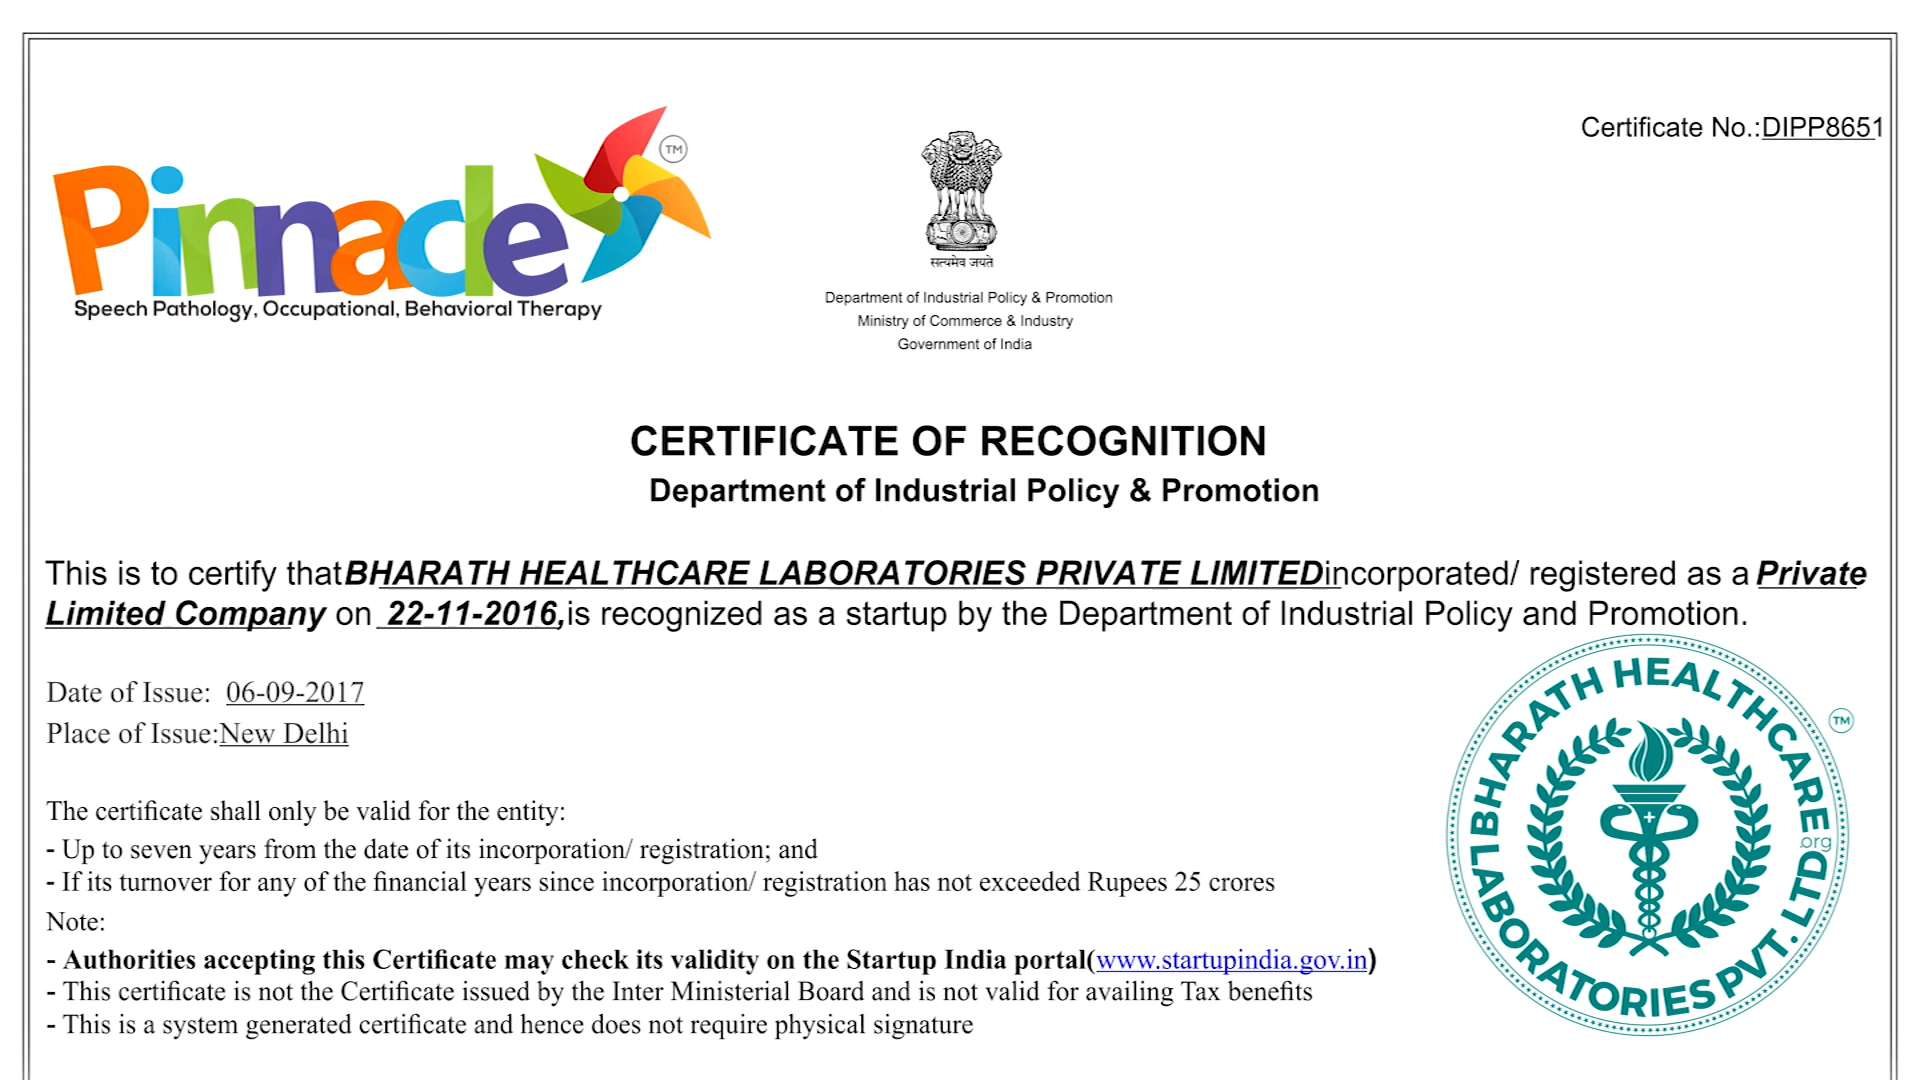 Certificate No.:DIPP8651
Pinnacle
TM
Speech Pathology, Occupational, Behavioral Therapy
सत्यमेव जयते
Department of Industrial Policy & Promotion
Ministry of Commerce & Industry
Government of India
CERTIFICATE OF RECOGNITION
Department of Industrial Policy & Promotion
This is to certify that BHARATH HEALTHCARE LABORATORIES PRIVATE LIMITED incorporated/ registered as a Private
Limited Company on 22-11-2016, is recognized as a startup by the Department of Industrial Policy and Promotion.
Date of Issue: 06-09-2017
Place of Issue:New Delhi
The certificate shall only be valid for the entity:
- Up to seven years from the date of its incorporation/ registration; and
- If its turnover for any of the financial years since incorporation/ registration has not exceeded Rupees 25 crores
Note:
- Authorities accepting this Certificate may check its validity on the Startup India portal(www.startupindia.gov.in)
- This certificate is not the Certificate issued by the Inter Ministerial Board and is not valid for availing Tax benefits
- This is a system generated certificate and hence does not require physical signature
BHARATH HEALTHCARE
LABORATORIES PVT. LTD
.org
TM